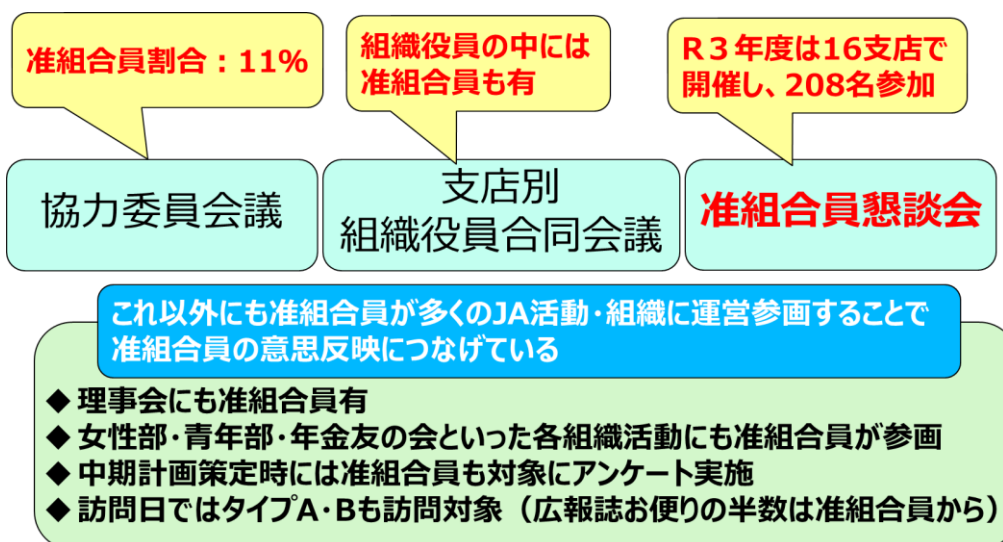 准組合員割合：11%
組織役員の中には
准組合員も有
R３年度は16支店で
開催し、208名参加
協力委員会議
支店別
組織役員合同会議
准組合員懇談会
これ以外にも准組合員が多くのJA活動・組織に運営参画することで
准組合員の意思反映につなげている
◆ 理事会にも准組合員有
◆ 女性部・青年部・年金友の会といった各組織活動にも准組合員が参画
◆ 中期計画策定時には准組合員も対象にアンケート実施
◆ 訪問日ではタイプA・Bも訪問対象（広報誌お便りの半数は准組合員から）